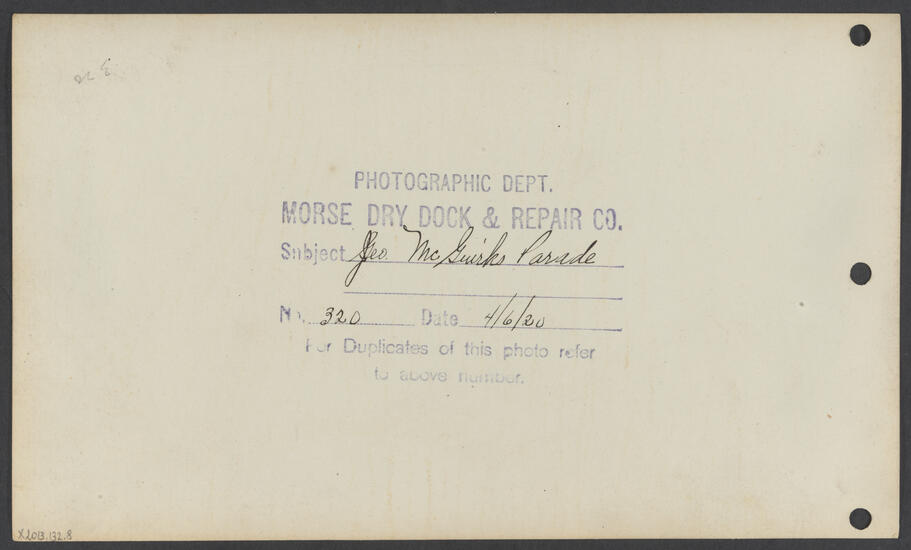 PHOTOGRAPHIC DEPT.
MORSE DRY DOCK & REPAIR CO.
Subject Geo. McGuirks Parade
No. 320 Date 4/6/20
For Duplicates of this photo refer
to above number.
X2013.132.8